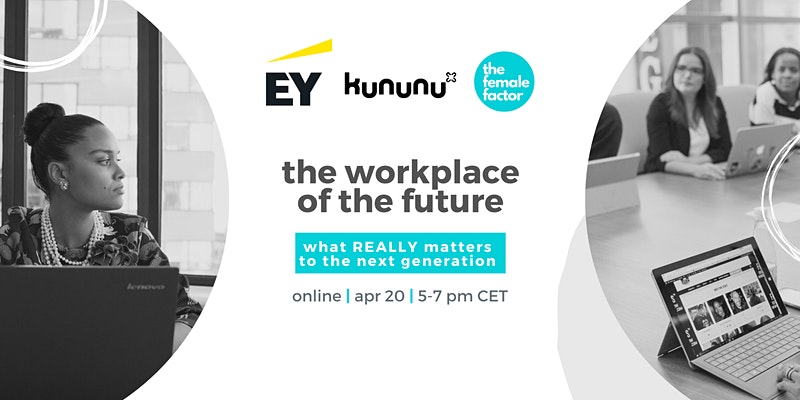 EY
kununu
the
female
factor
the workplace
of the future
what REALLY matters
to the next generation
online | apr 20 | 5-7 pm CET
lenovo